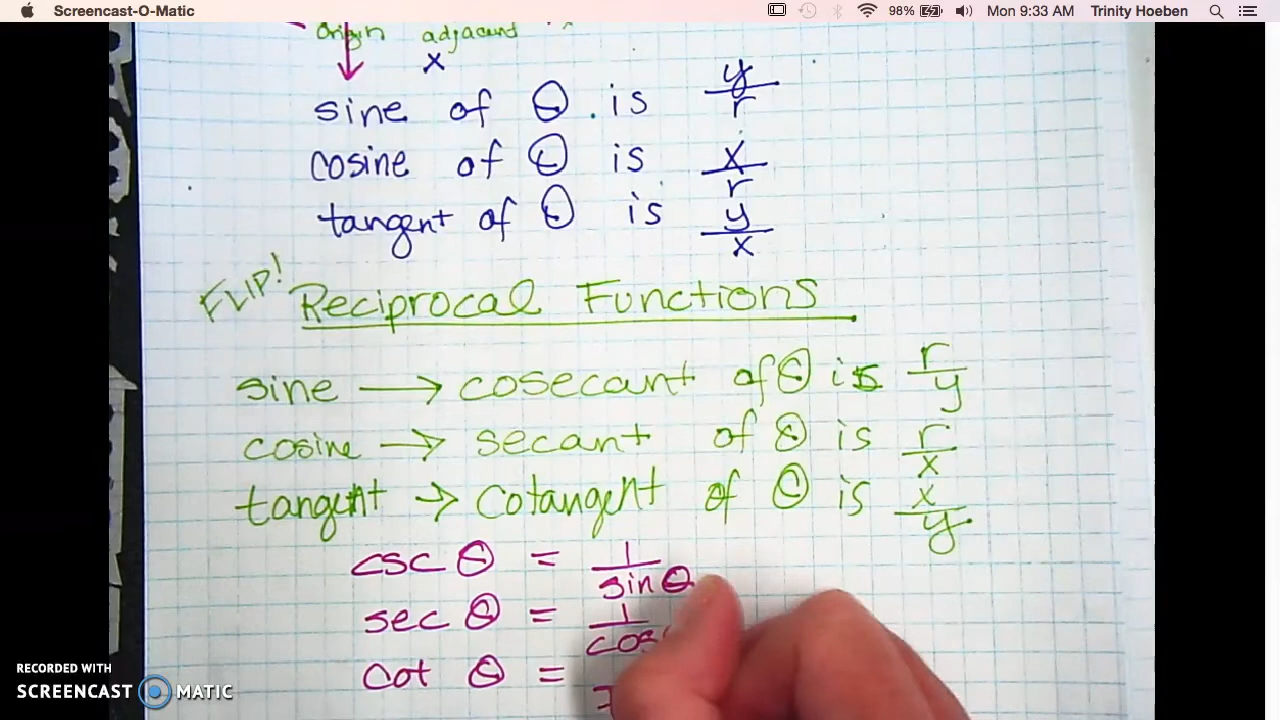 Screencast-O-Matic 98% Mon 9:33 AM Trinity Hoeben
origin adjacent
x
sine of θ is y/r
cosine of θ is x/r
tangent of θ is y/x
FLIP! Reciprocal Functions
sine → cosecant of θ is r/y
cosine → secant of θ is r/x
tangent → cotangent of θ is x/y
csc θ = 1/sin θ
sec θ = 1/cos
cot θ =
RECORDED WITH
SCREENCAST O MATIC